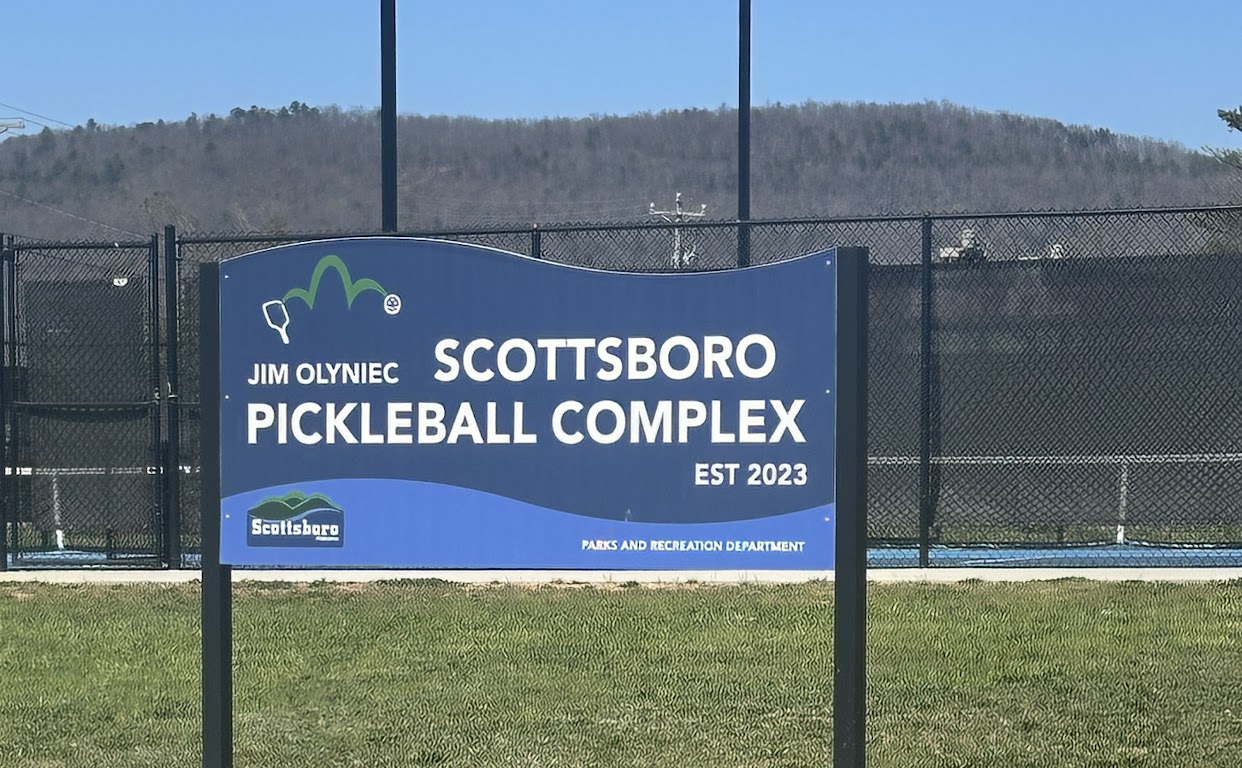 JIM OLYNIEC SCOTTSBORO
PICKLEBALL COMPLEX
EST 2023
Scottsboro
PARKS AND RECREATION DEPARTMENT